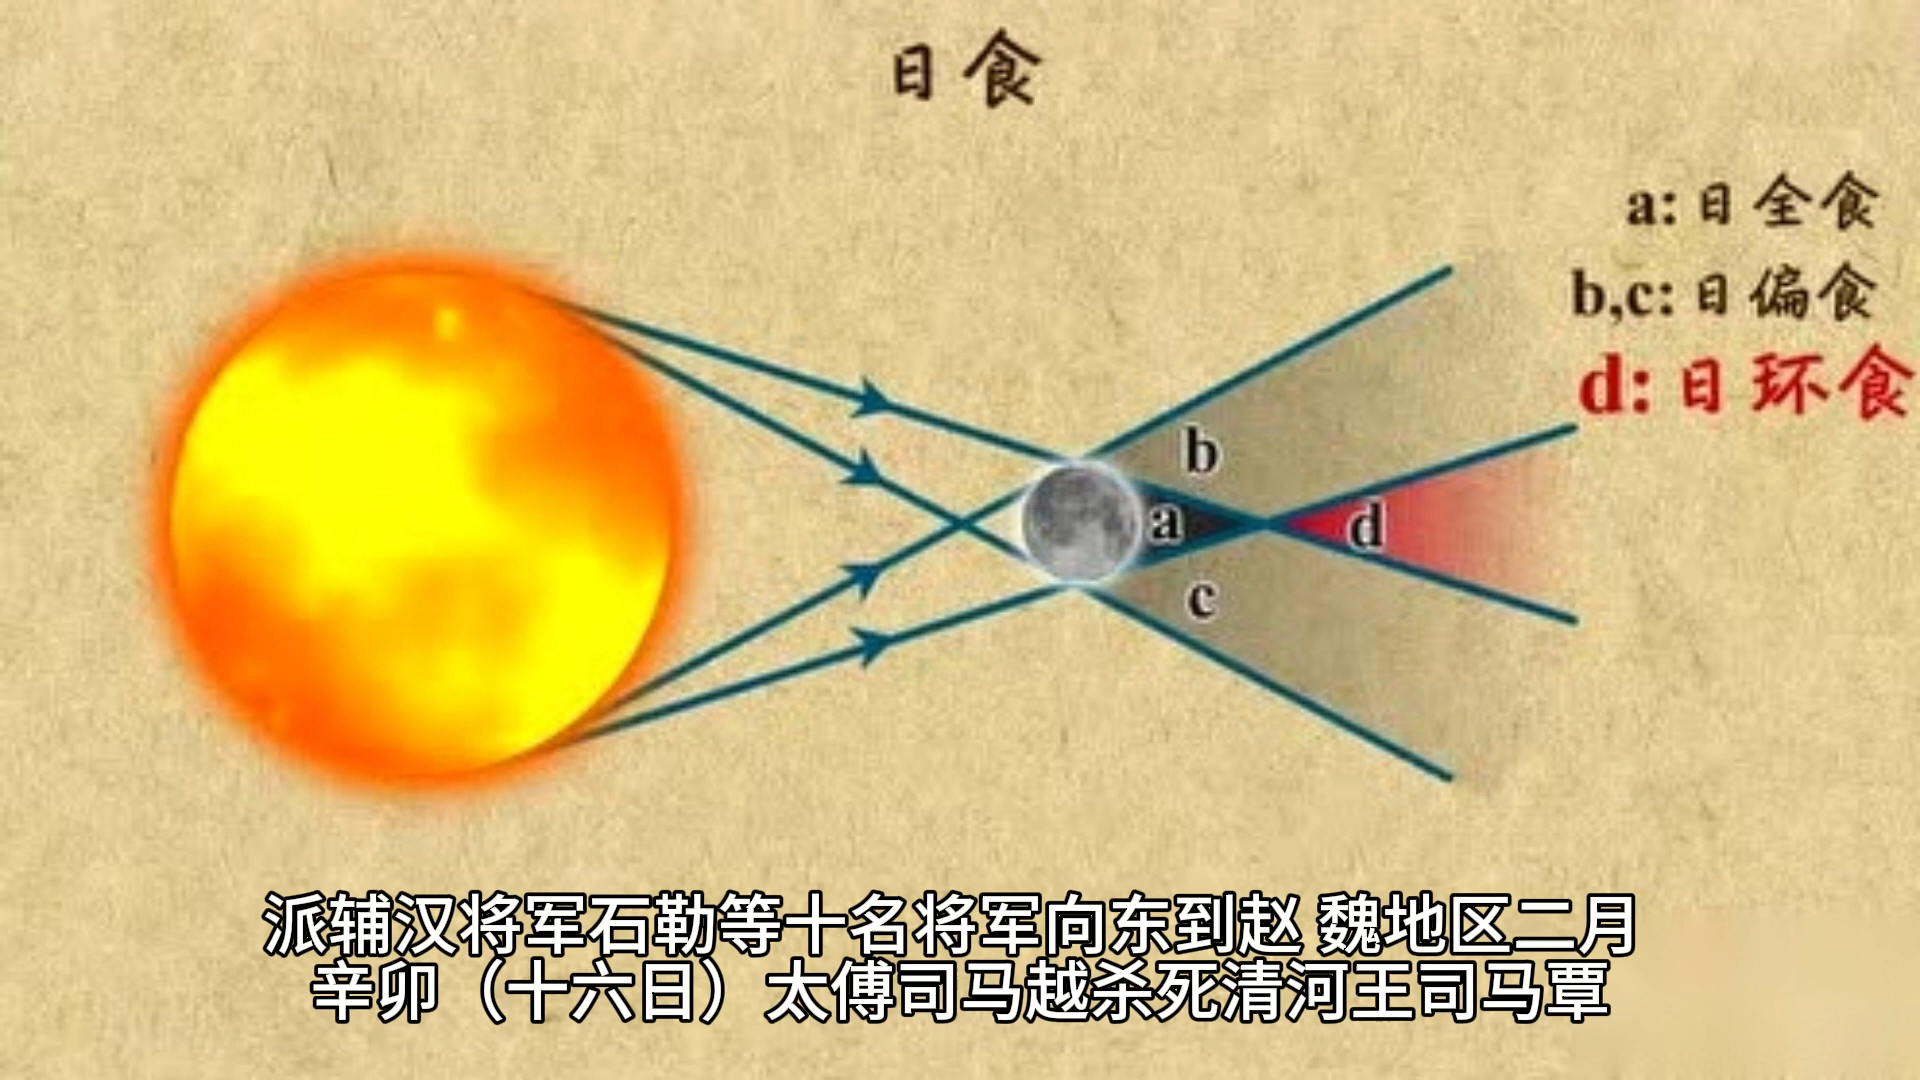 日食
a:日全食
b,c:日偏食
d:日环食
b
a
d
c
派辅汉将军石勒等十名将军向东到赵 魏地区二月
辛卯（十六日）太傅司马越杀死清河王司马覃